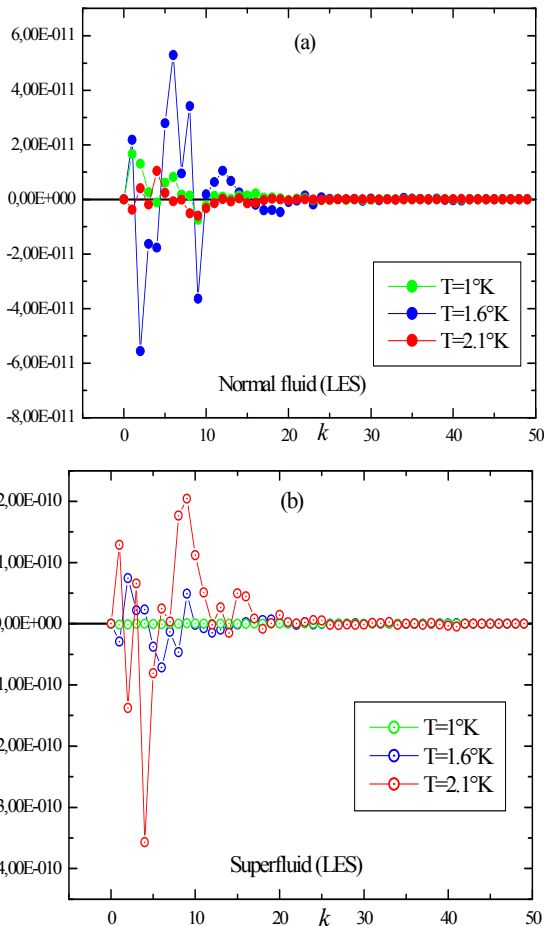 6,00E-011
4,00E-011
2,00E-011
0,00E+000
-2,00E-011
-4,00E-011
-6,00E-011
-8,00E-011
(a)
T=1°K
T=1.6°K
T=2.1°K
Normal fluid (LES)
0 10 20 30 40 50
k
2,00E-010
1,00E-010
0,00E+000
1,00E-010
2,00E-010
3,00E-010
4,00E-010
(b)
T=1°K
T=1.6°K
T=2.1°K
Superfluid (LES)
0 10 20 30 40 50
k